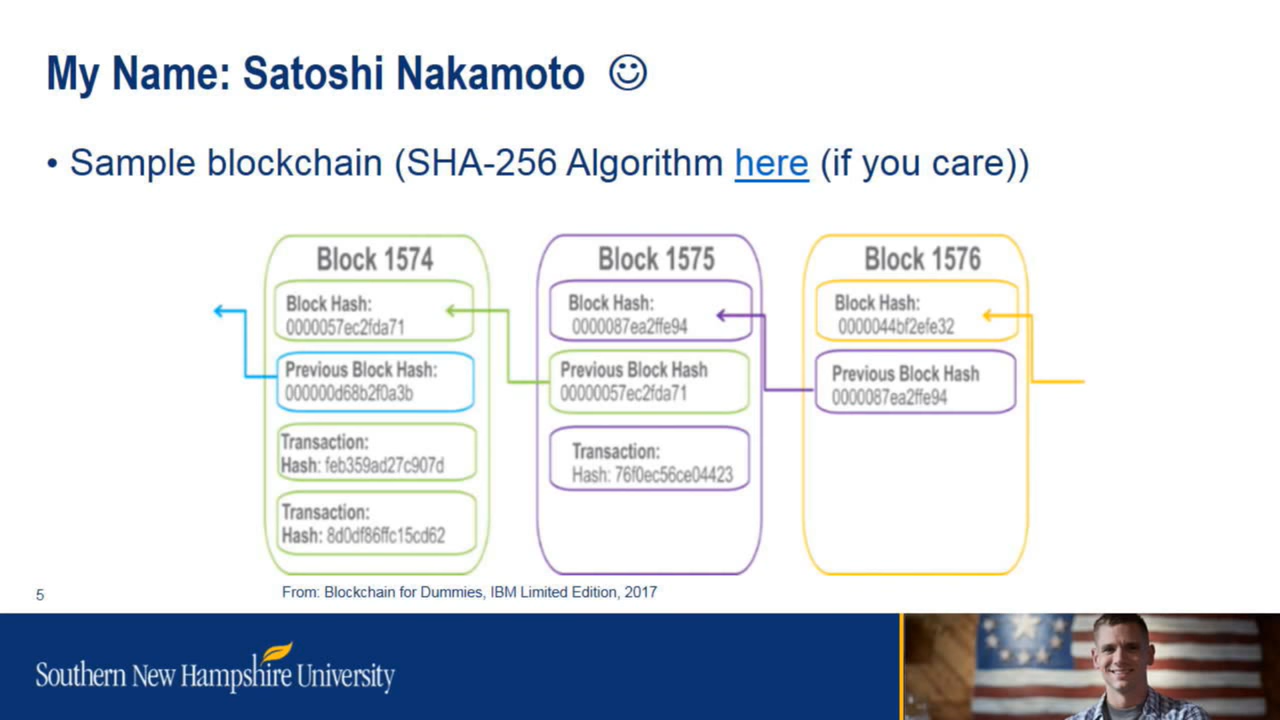 My Name: Satoshi Nakamoto ☺
• Sample blockchain (SHA-256 Algorithm here (if you care))
Block 1574
Block Hash:
0000057ec2fda71
Previous Block Hash:
000000d68b2f0a3b
Transaction:
Hash: feb359ad27c907d
Transaction:
Hash: 8d0df86ffc15cd62
Block 1575
Block Hash:
0000087ea2ffe94
Previous Block Hash
00000057ec2fda71
Transaction:
Hash: 76f0ec56ce04423
Block 1576
Block Hash:
0000044bf2efe32
Previous Block Hash
0000087ea2ffe94
5
From: Blockchain for Dummies, IBM Limited Edition, 2017
Southern New Hampshire University